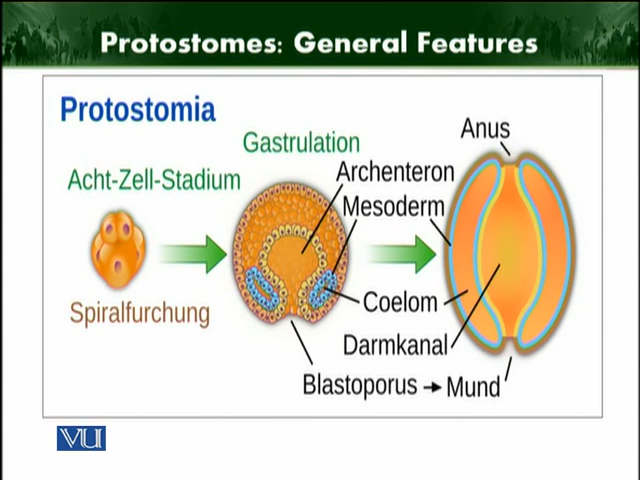 Protostomes: General Features
Protostomia
Gastrulation
Anus
Acht-Zell-Stadium
Archenteron
Mesoderm
Spiralfurchung
Coelom
Darmkanal
Blastoporus → Mund
VU